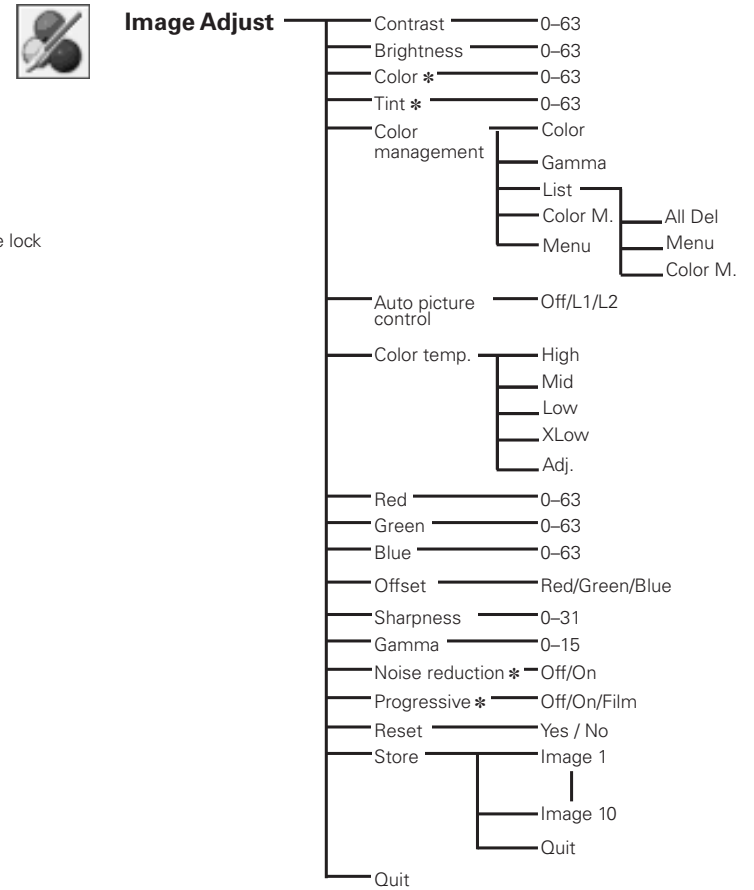 Image Adjust
Contrast 0–63
Brightness 0–63
Color ✻ 0–63
Tint ✻ 0–63
Color management Color
Gamma
List All Del
Menu
Color M.
Color M.
Menu
e lock
Auto picture control Off/L1/L2
Color temp. High
Mid
Low
XLow
Adj.
Red 0–63
Green 0–63
Blue 0–63
Offset Red/Green/Blue
Sharpness 0–31
Gamma 0–15
Noise reduction ✻ Off/On
Progressive ✻ Off/On/Film
Reset Yes / No
Store Image 1
Image 10
Quit
Quit